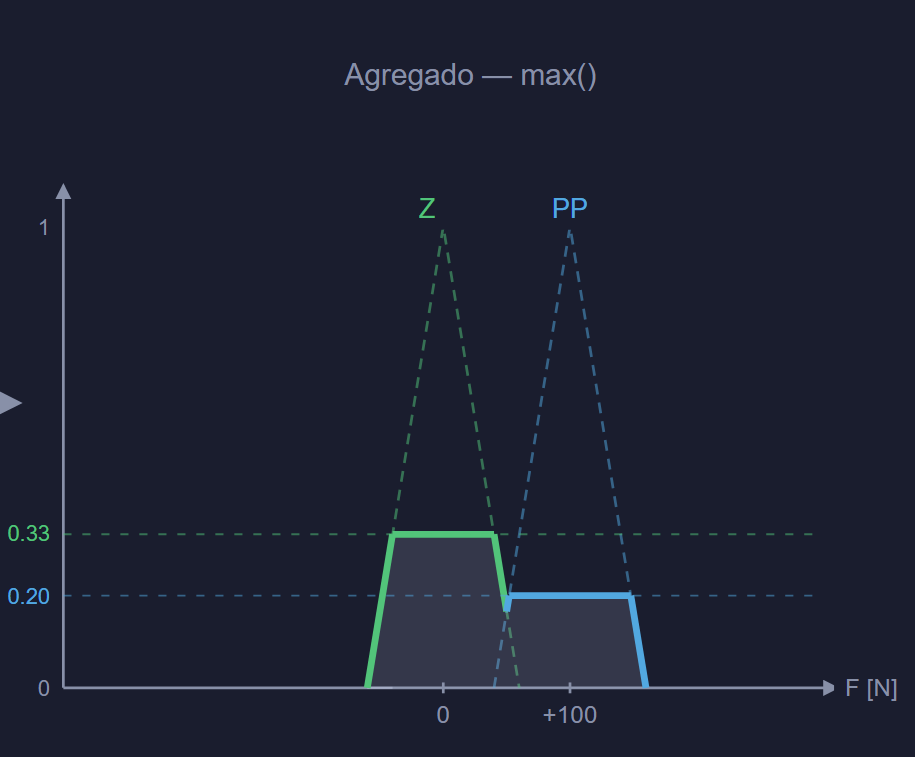 Agregado — max()
Z
PP
1
0.33
0.20
0
F [N]
0
+100